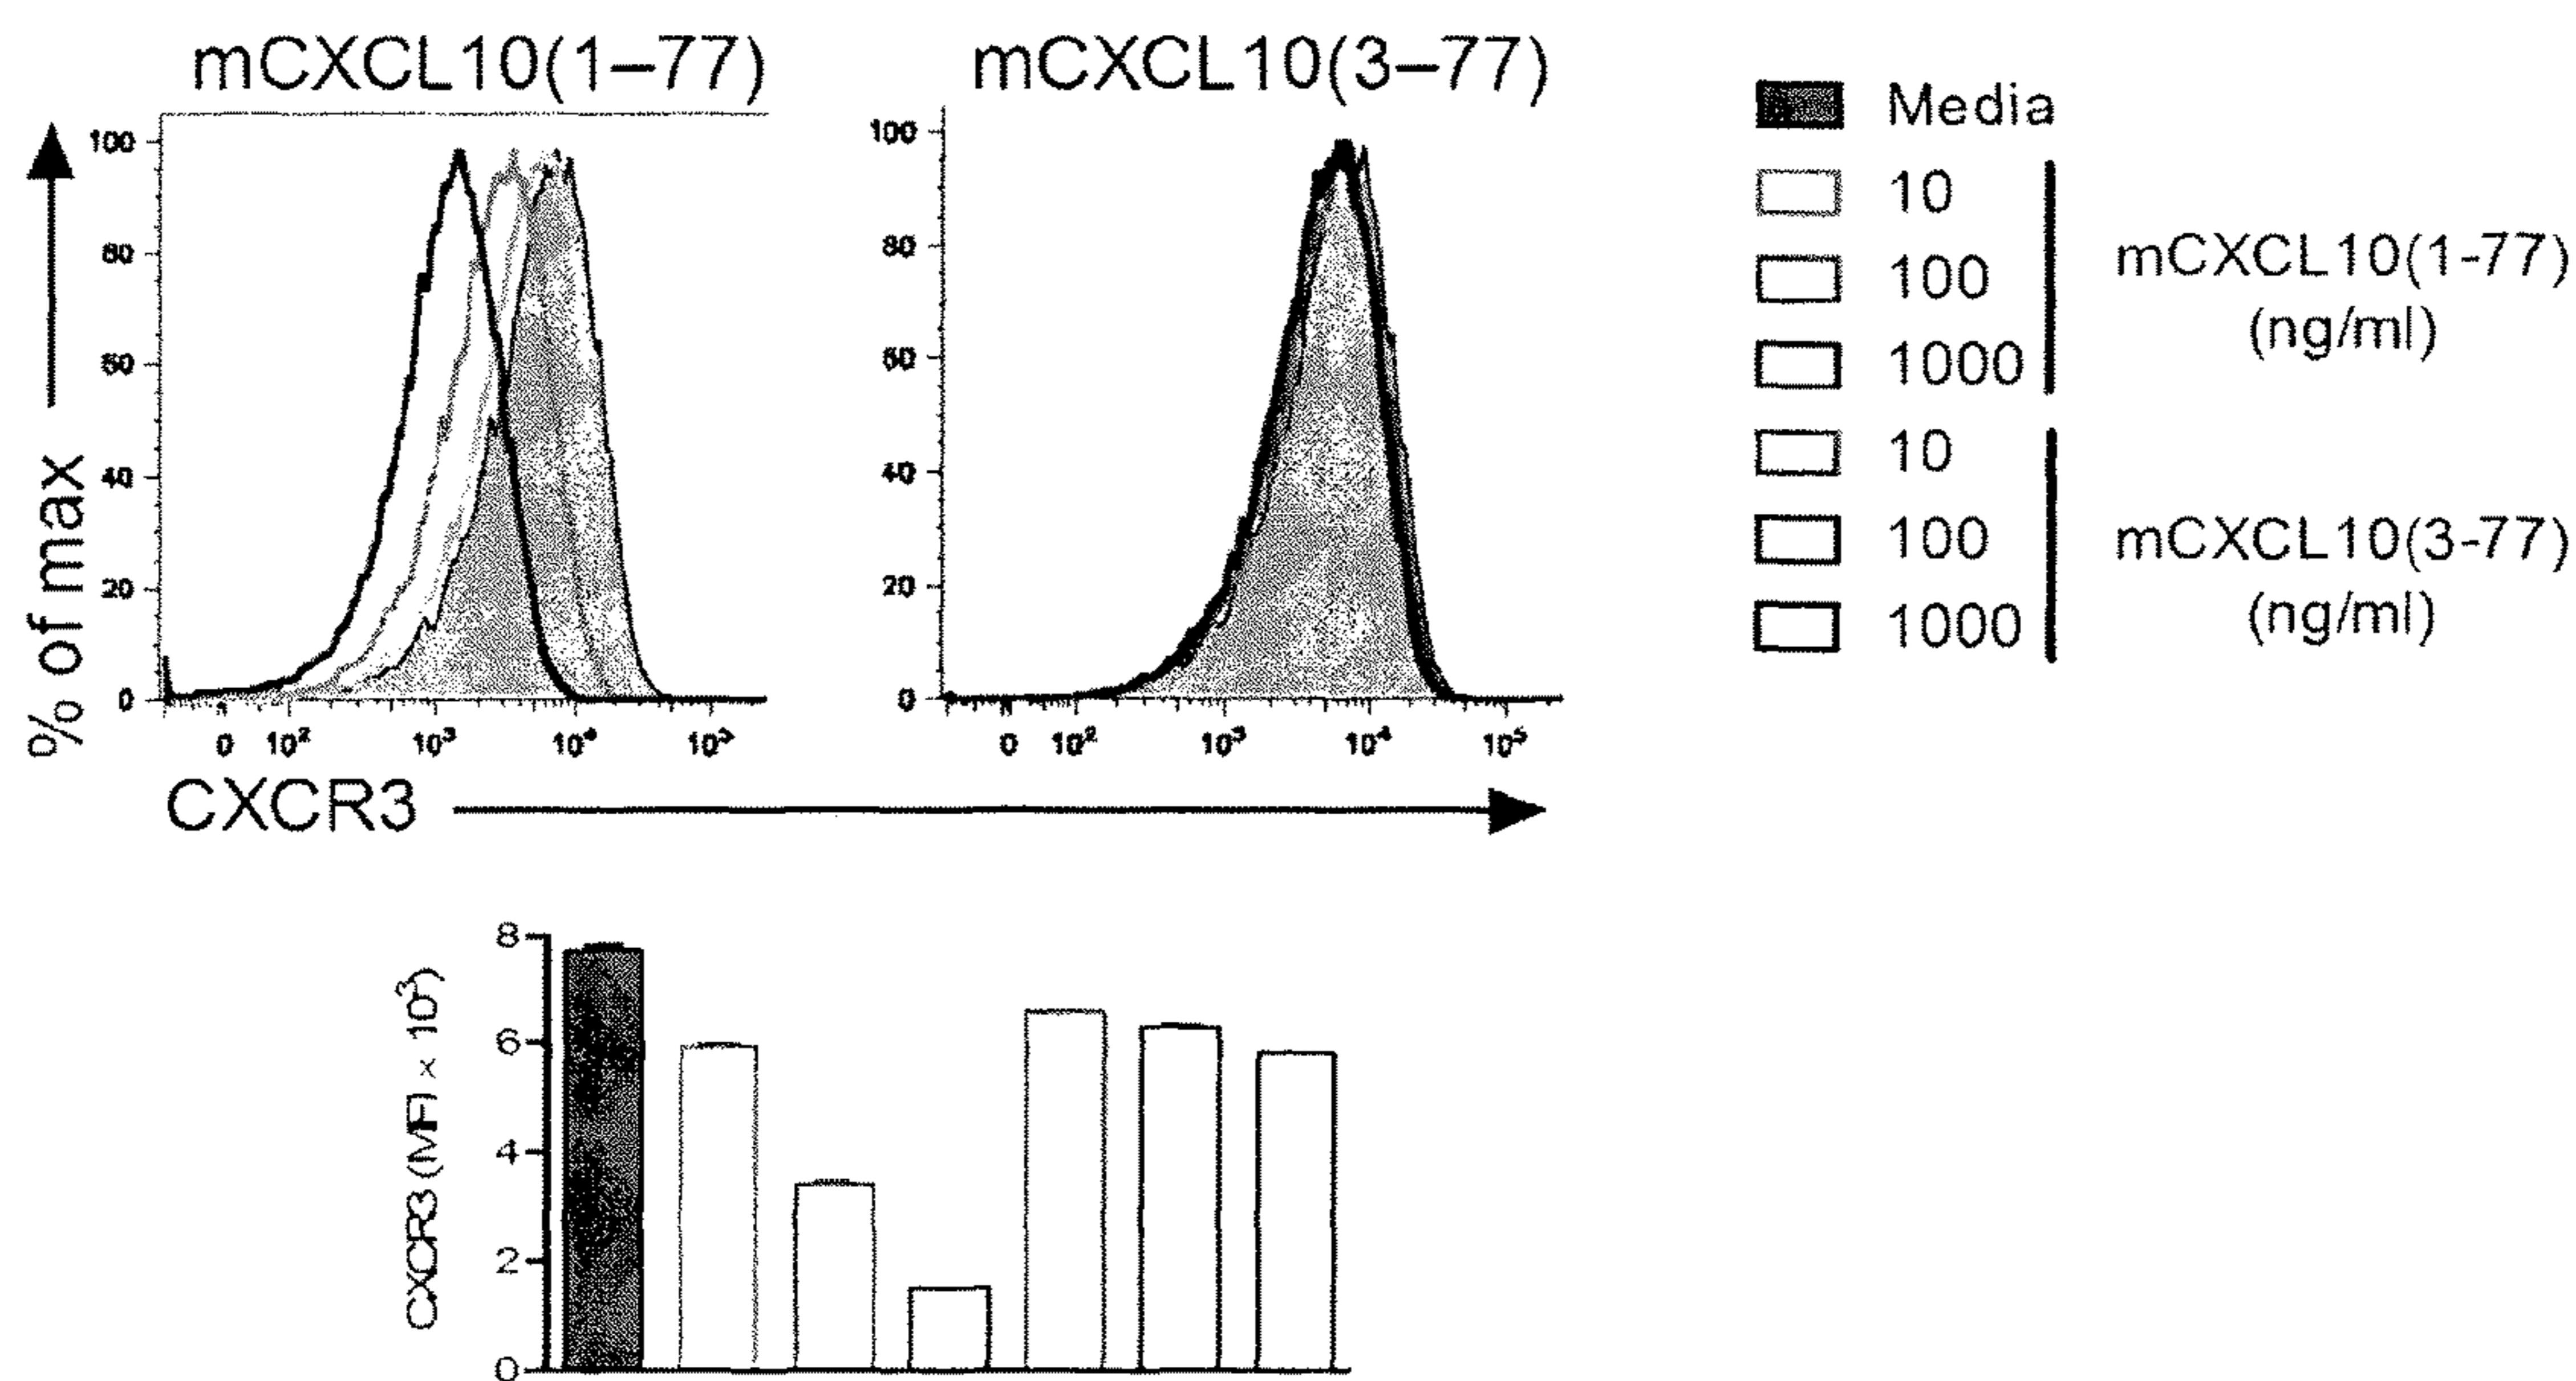 mCXCL10(1–77)
mCXCL10(3–77)
% of max
100
80
60
40
20
0
0 10² 10³ 10⁴ 10⁵
100
80
60
40
20
0
0 10² 10³ 10⁴ 10⁵
CXCR3
Media
10
100
1000
mCXCL10(1-77)
(ng/ml)
10
100
1000
mCXCL10(3-77)
(ng/ml)
CXCR3 (MFI × 10³)
8
6
4
2
0